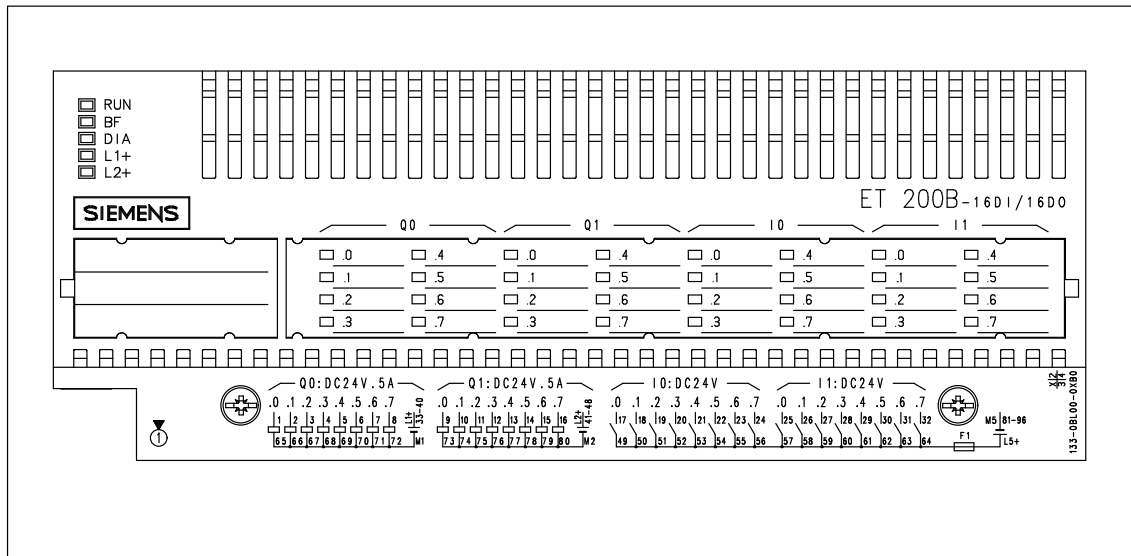 RUN
BF
DIA
L1+
L2+
SIEMENS
ET 200B-16DI/16DO
Q0 Q1 I0 I1
.0 .4 .0 .4 .0 .4 .0 .4
.1 .5 .1 .5 .1 .5 .1 .5
.2 .6 .2 .6 .2 .6 .2 .6
.3 .7 .3 .7 .3 .7 .3 .7
Q0:DC24V.5A Q1:DC24V.5A I0:DC24V I1:DC24V
.0 .1 .2 .3 .4 .5 .6 .7 .0 .1 .2 .3 .4 .5 .6 .7 .0 .1 .2 .3 .4 .5 .6 .7 .0 .1 .2 .3 .4 .5 .6 .7
1 2 3 4 5 6 7 8 L1+ 33-40 9 10 11 12 13 14 15 16 L2+ 41-48 17 18 19 20 21 22 23 24 25 26 27 28 29 30 31 32 M5 81-96
65 66 67 68 69 70 71 72 M1 73 74 75 76 77 78 79 80 M2 49 50 51 52 53 54 55 56 57 58 59 60 61 62 63 64 F1 L5+
1
X 2
3 4
133-0BL00-0XB0